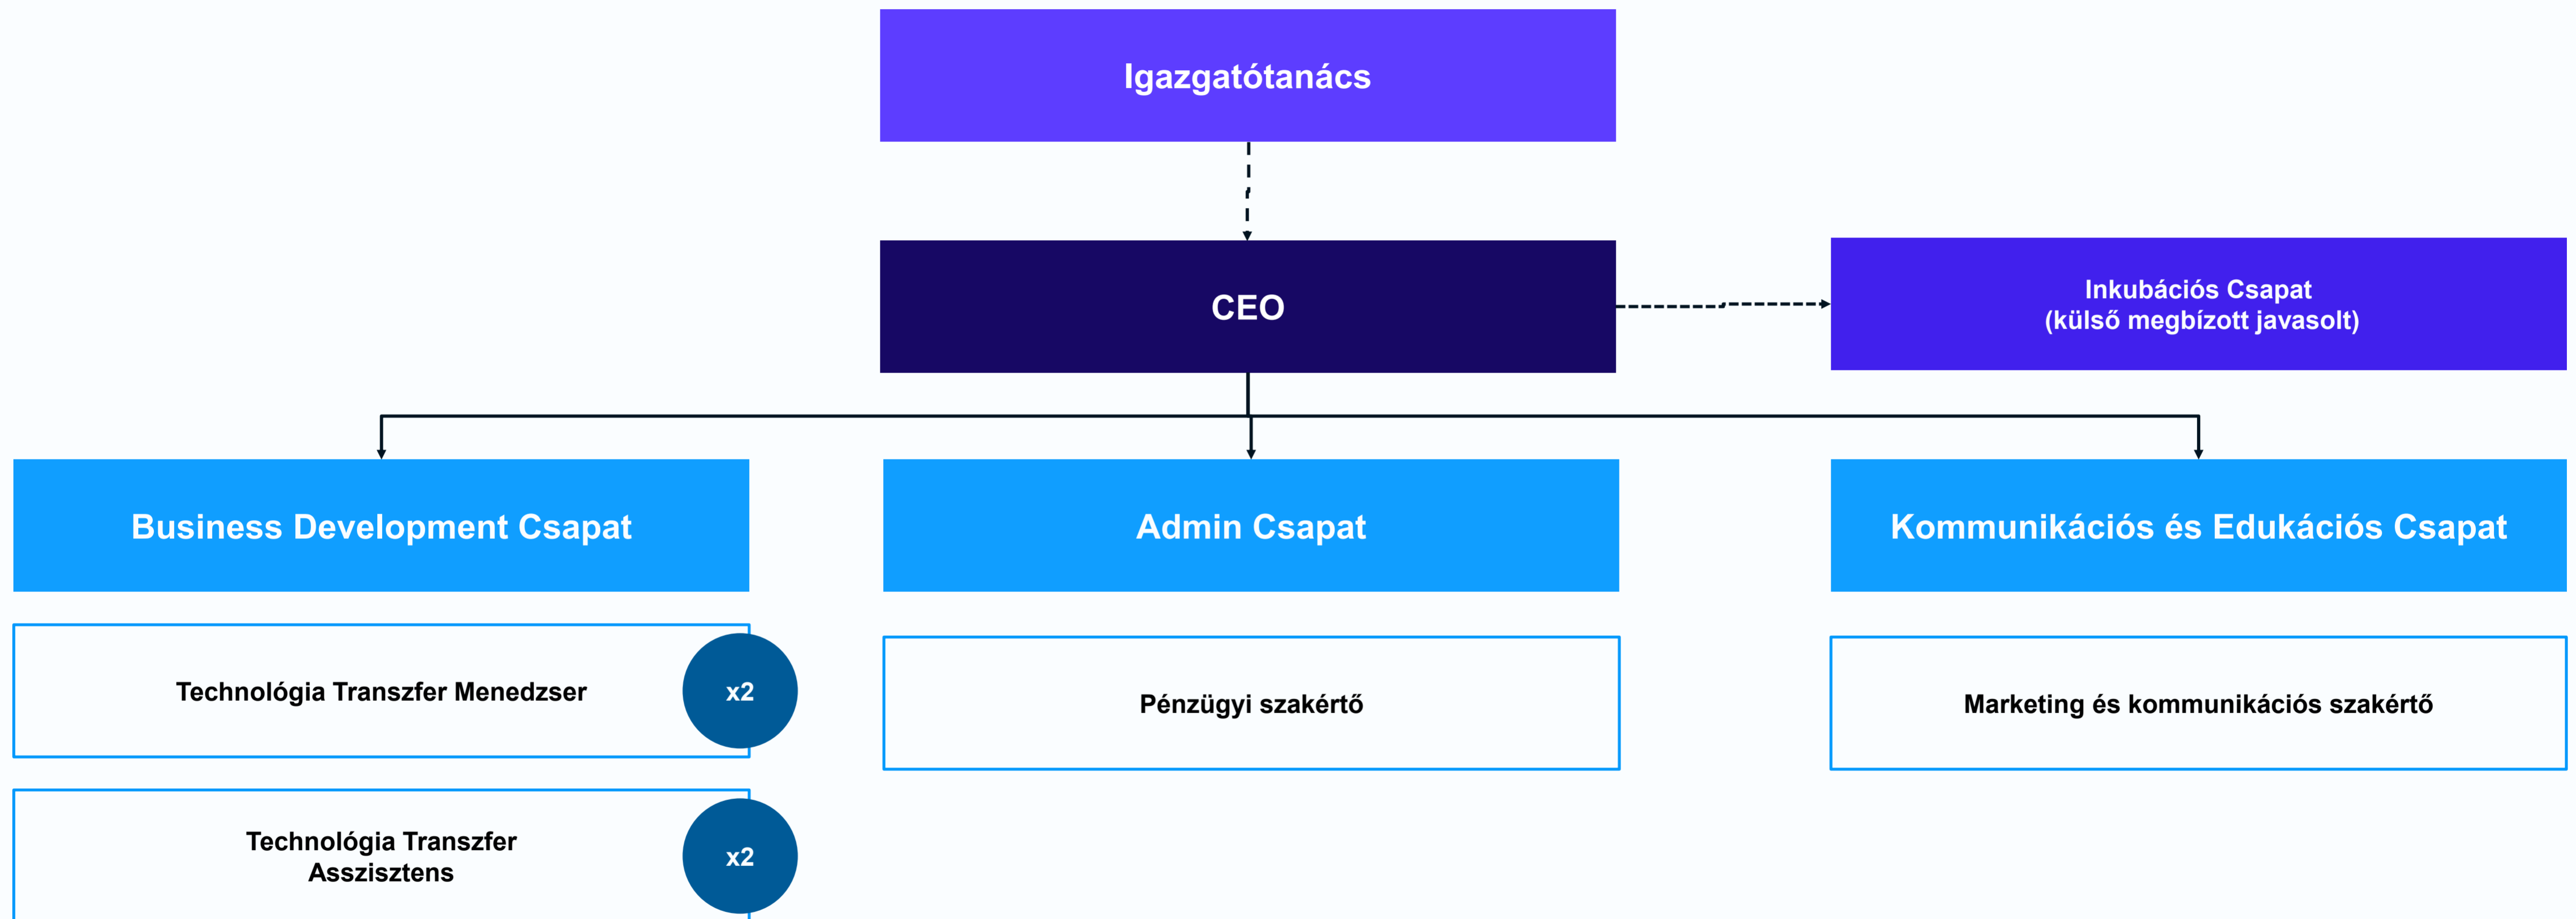 Igazgatótanács
CEO
Inkubációs Csapat
(külső megbízott javasolt)
Business Development Csapat
Admin Csapat
Kommunikációs és Edukációs Csapat
Technológia Transzfer Menedzser
x2
Pénzügyi szakértő
Marketing és kommunikációs szakértő
Technológia Transzfer
Asszisztens
x2